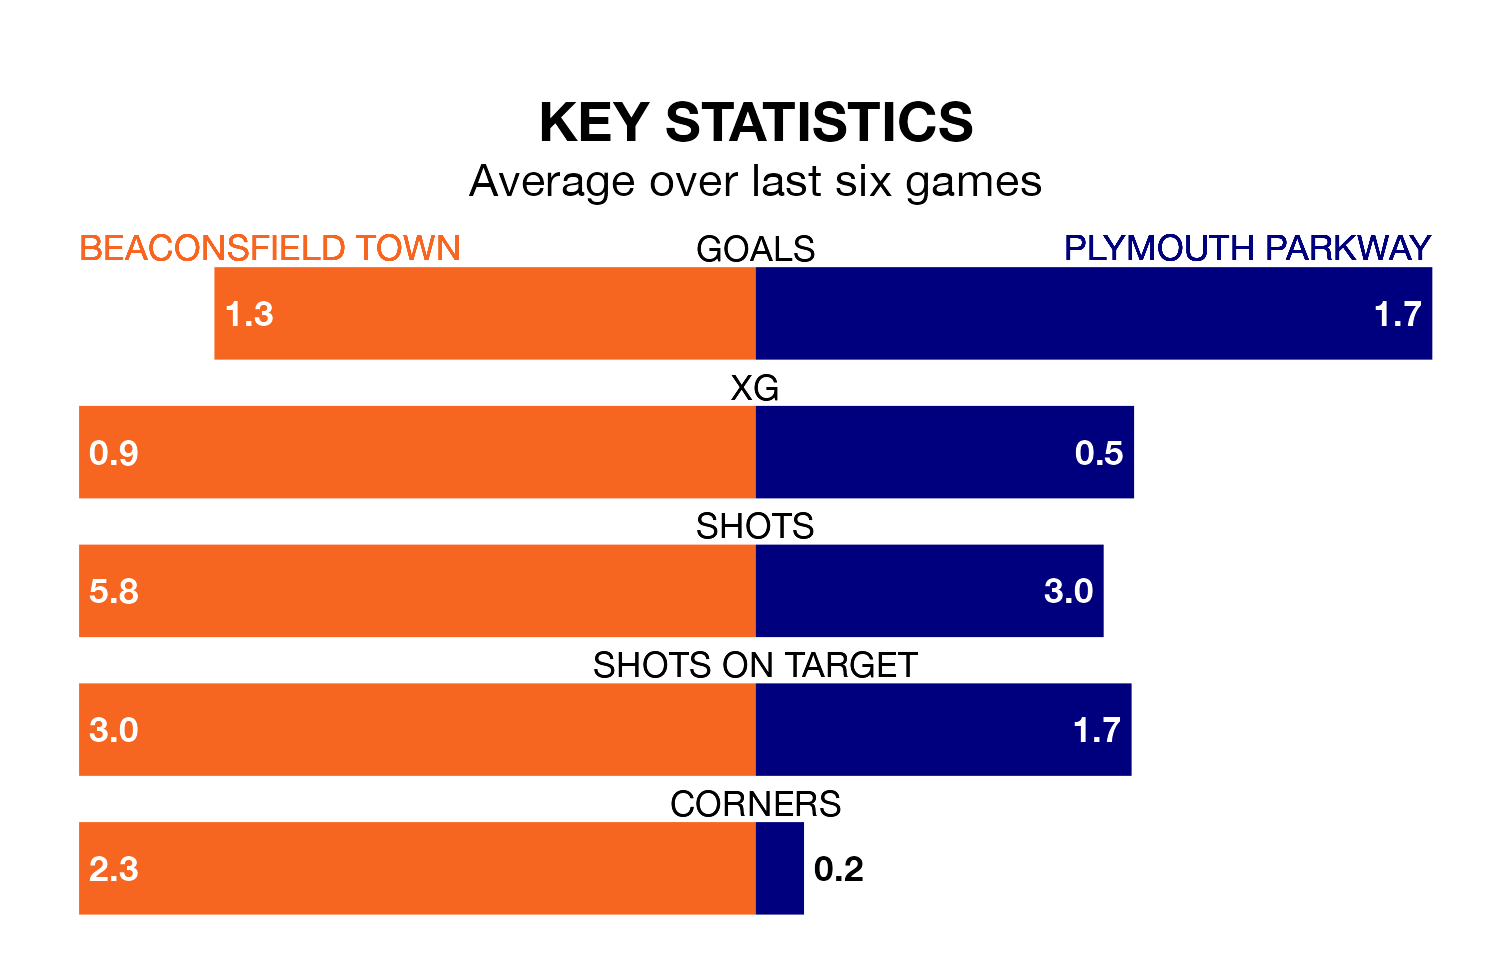 KEY STATISTICS
Average over last six games
BEACONSFIELD TOWN GOALS PLYMOUTH PARKWAY
1.3 1.7
XG
0.9 0.5
SHOTS
5.8 3.0
SHOTS ON TARGET
3.0 1.7
CORNERS
2.3 0.2